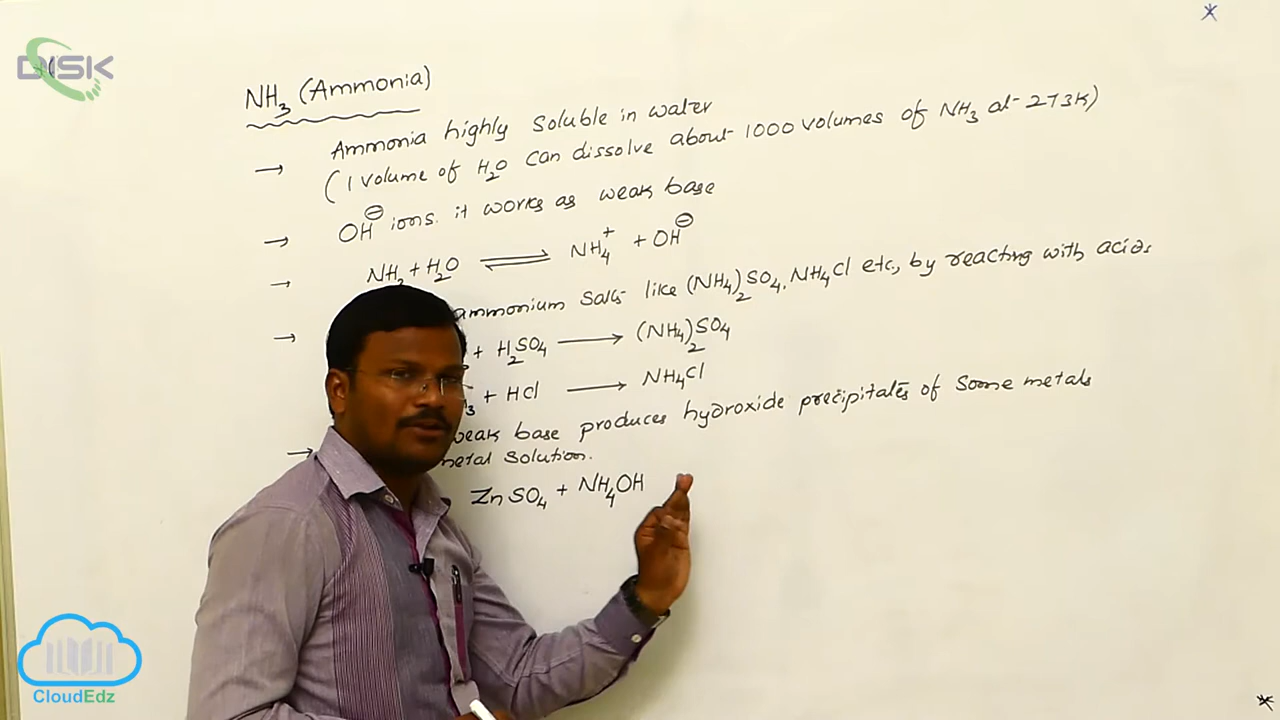 DISK
NH₃ (Ammonia)
→ Ammonia highly soluble in water
(1 volume of H₂O can dissolve about 1000 volumes of NH₃ at 273K)
→ OH⊖ ions. it works as weak base
→ NH₃ + H₂O ⇌ NH₄⁺ + OH⊖
→ ammonium salts like (NH₄)₂SO₄, NH₄Cl etc, by reacting with acids
+ H₂SO₄ ⟶ (NH₄)₂SO₄
₃ + HCl ⟶ NH₄Cl
→ weak base produces hydroxide precipitates of some metals
metal solution.
ZnSO₄ + NH₄OH
CloudEdz